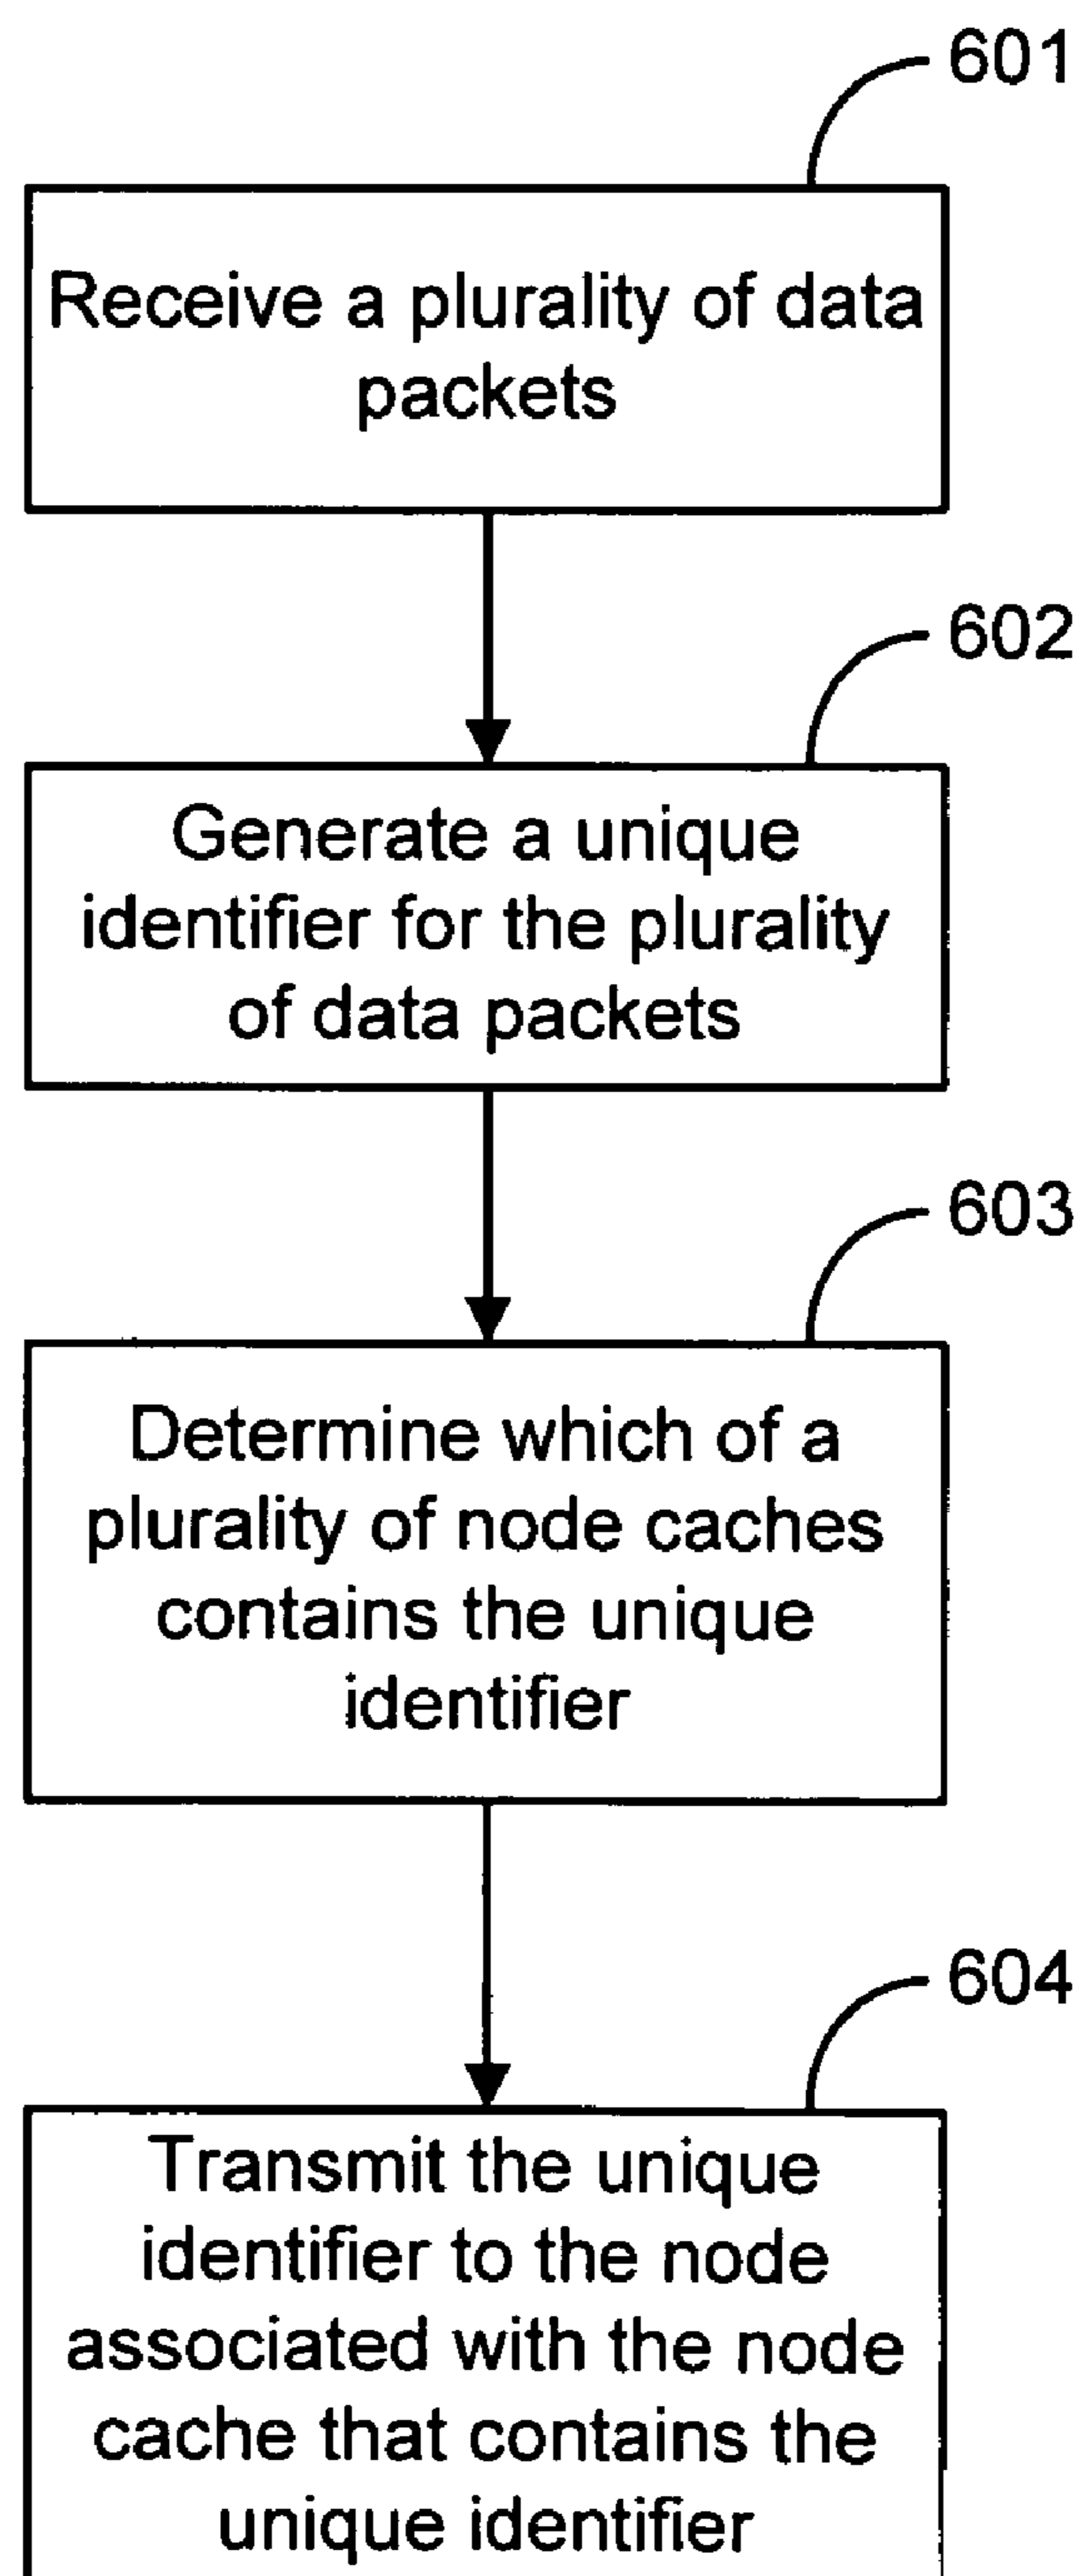 601
Receive a plurality of data
packets
602
Generate a unique
identifier for the plurality
of data packets
603
Determine which of a
plurality of node caches
contains the unique
identifier
604
Transmit the unique
identifier to the node
associated with the node
cache that contains the
unique identifier